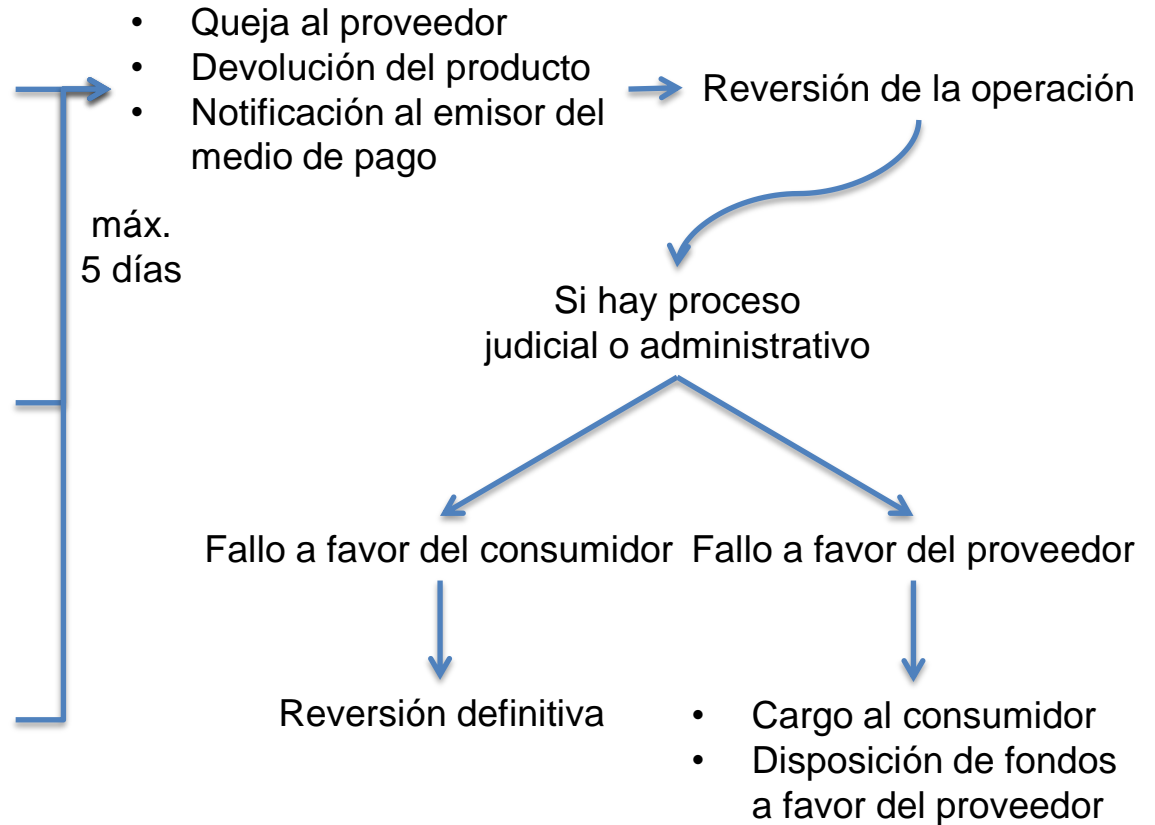 • Queja al proveedor
• Devolución del producto
• Notificación al emisor del
medio de pago
Reversión de la operación
máx.
5 días
Si hay proceso
judicial o administrativo
Fallo a favor del consumidor
Fallo a favor del proveedor
Reversión definitiva
• Cargo al consumidor
• Disposición de fondos
a favor del proveedor